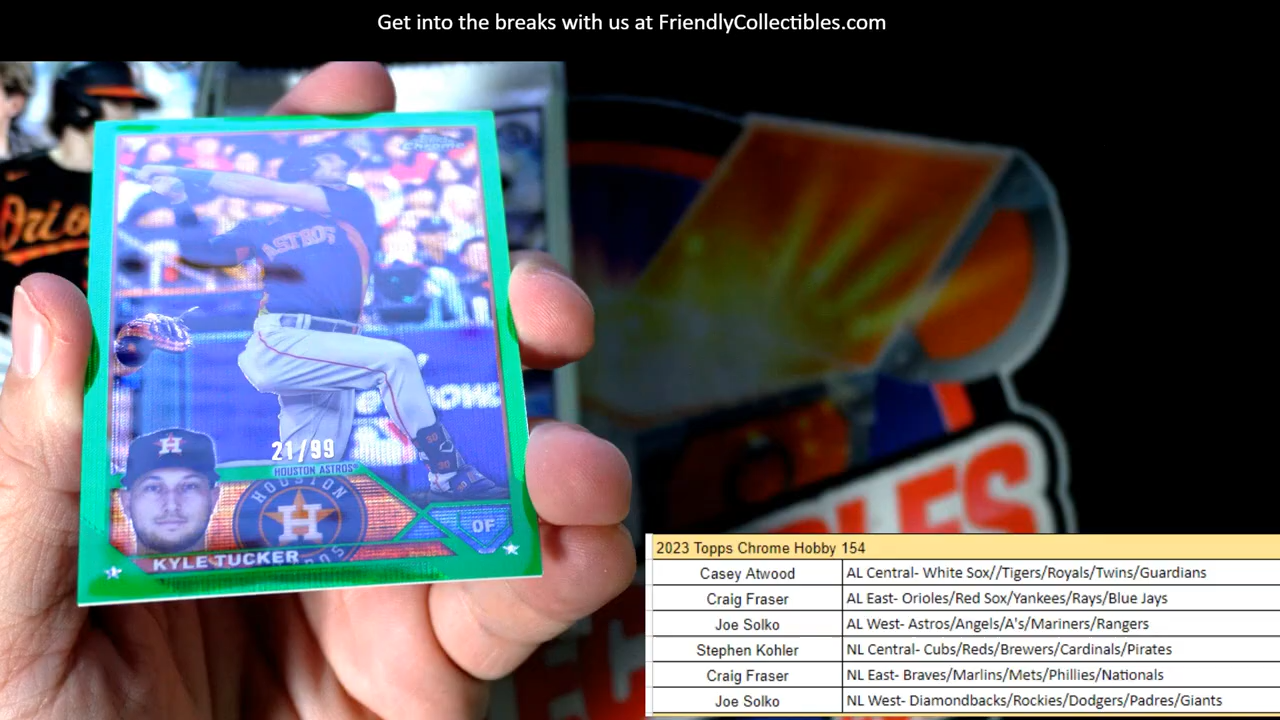 Get into the breaks with us at FriendlyCollectibles.com
Orio
Chrome
ASTROS
21/99
HOUSTON ASTROS
HOUSTON
H
OF
KYLE TUCKER
2023 Topps Chrome Hobby 154
Casey Atwood AL Central- White Sox//Tigers/Royals/Twins/Guardians
Craig Fraser AL East- Orioles/Red Sox/Yankees/Rays/Blue Jays
Joe Solko AL West- Astros/Angels/A's/Mariners/Rangers
Stephen Kohler NL Central- Cubs/Reds/Brewers/Cardinals/Pirates
Craig Fraser NL East- Braves/Marlins/Mets/Phillies/Nationals
Joe Solko NL West- Diamondbacks/Rockies/Dodgers/Padres/Giants